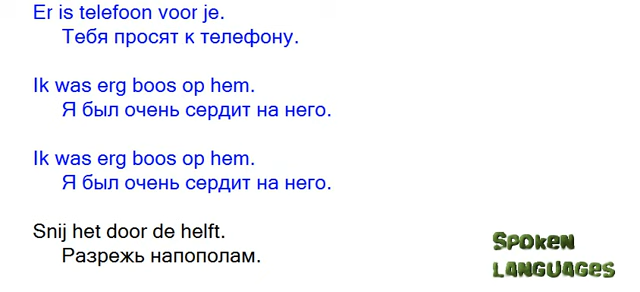 Er is telefoon voor je.
Тебя просят к телефону.
Ik was erg boos op hem.
Я был очень сердит на него.
Ik was erg boos op hem.
Я был очень сердит на него.
Snij het door de helft.
Разрежь напополам.
SPOKEN
LANGUAGES